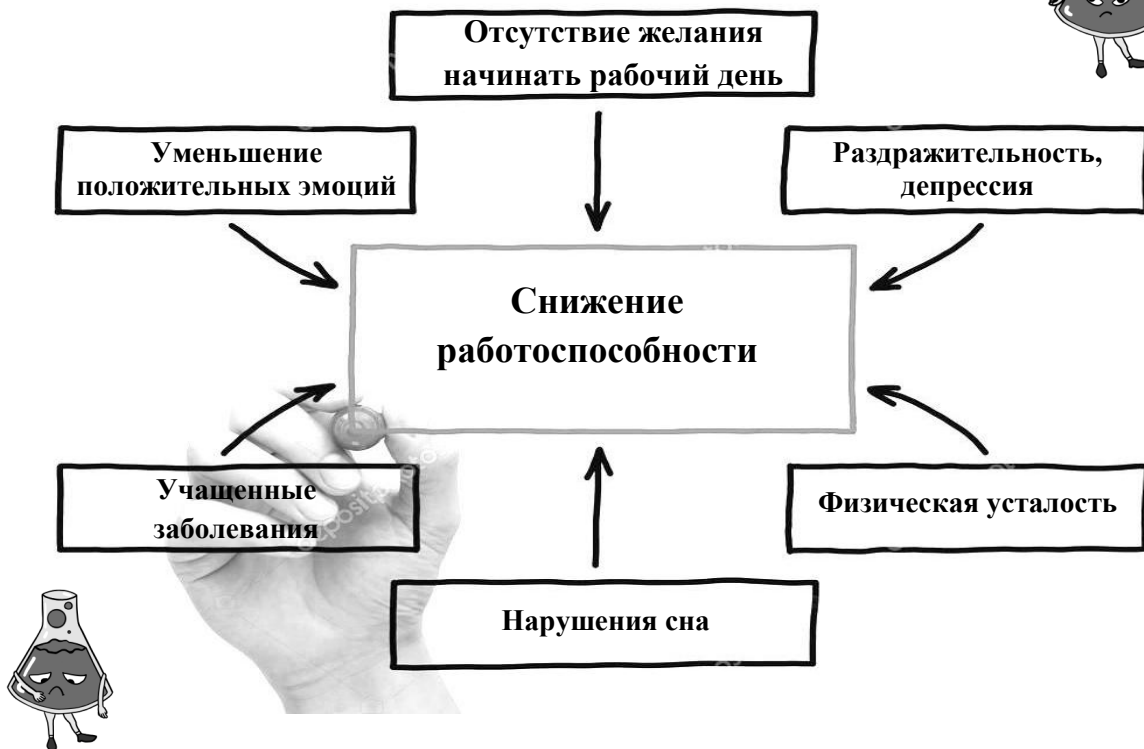 Отсутствие желания
начинать рабочий день
Уменьшение
положительных эмоций
Раздражительность,
депрессия
Снижение
работоспособности
Учащенные
заболевания
Физическая усталость
Нарушения сна